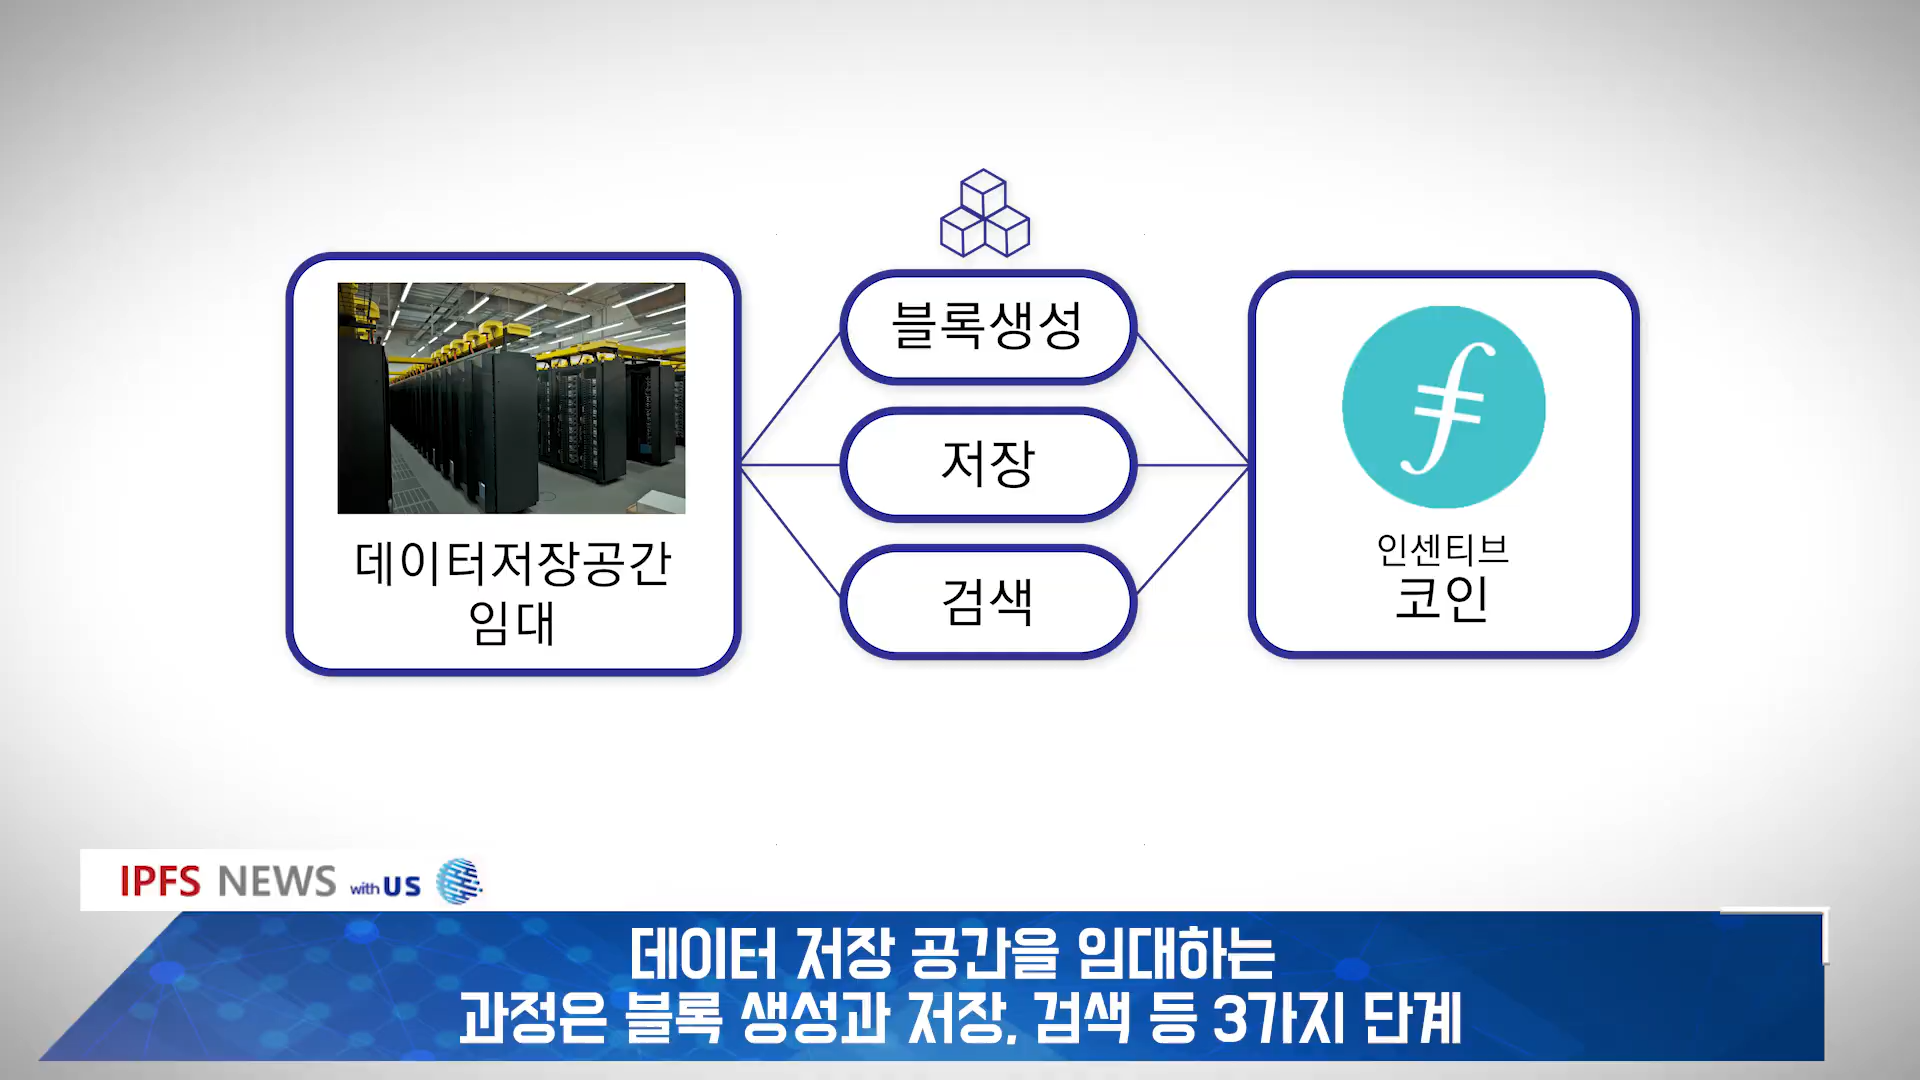 블록생성
저장
검색
데이터저장공간
임대
인센티브
코인
IPFS NEWS with US
데이터 저장 공간을 임대하는
과정은 블록 생성과 저장, 검색 등 3가지 단계